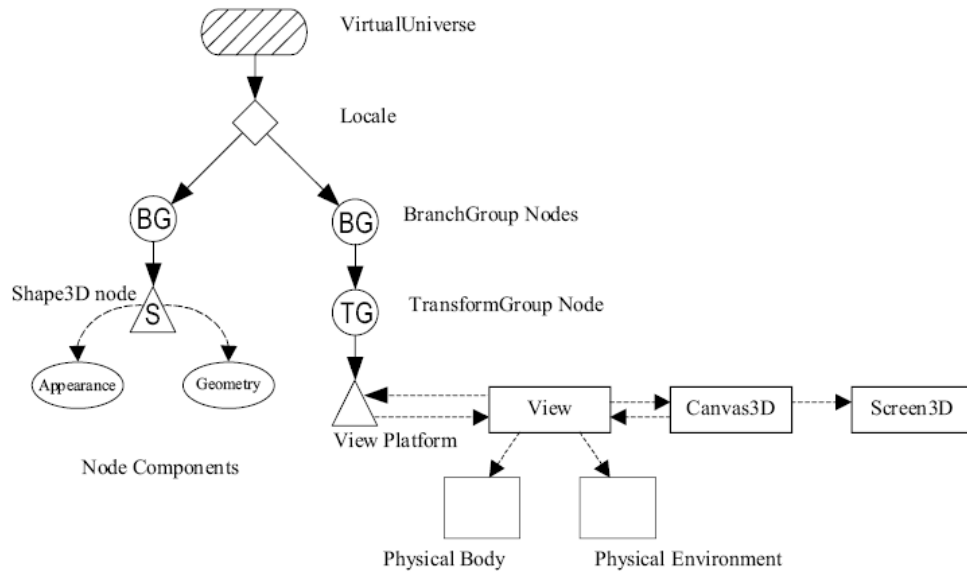 VirtualUniverse
Locale
BG
BG
BranchGroup Nodes
Shape3D node
S
TG
TransformGroup Node
Appearance
Geometry
View
Canvas3D
Screen3D
View Platform
Node Components
Physical Body
Physical Environment